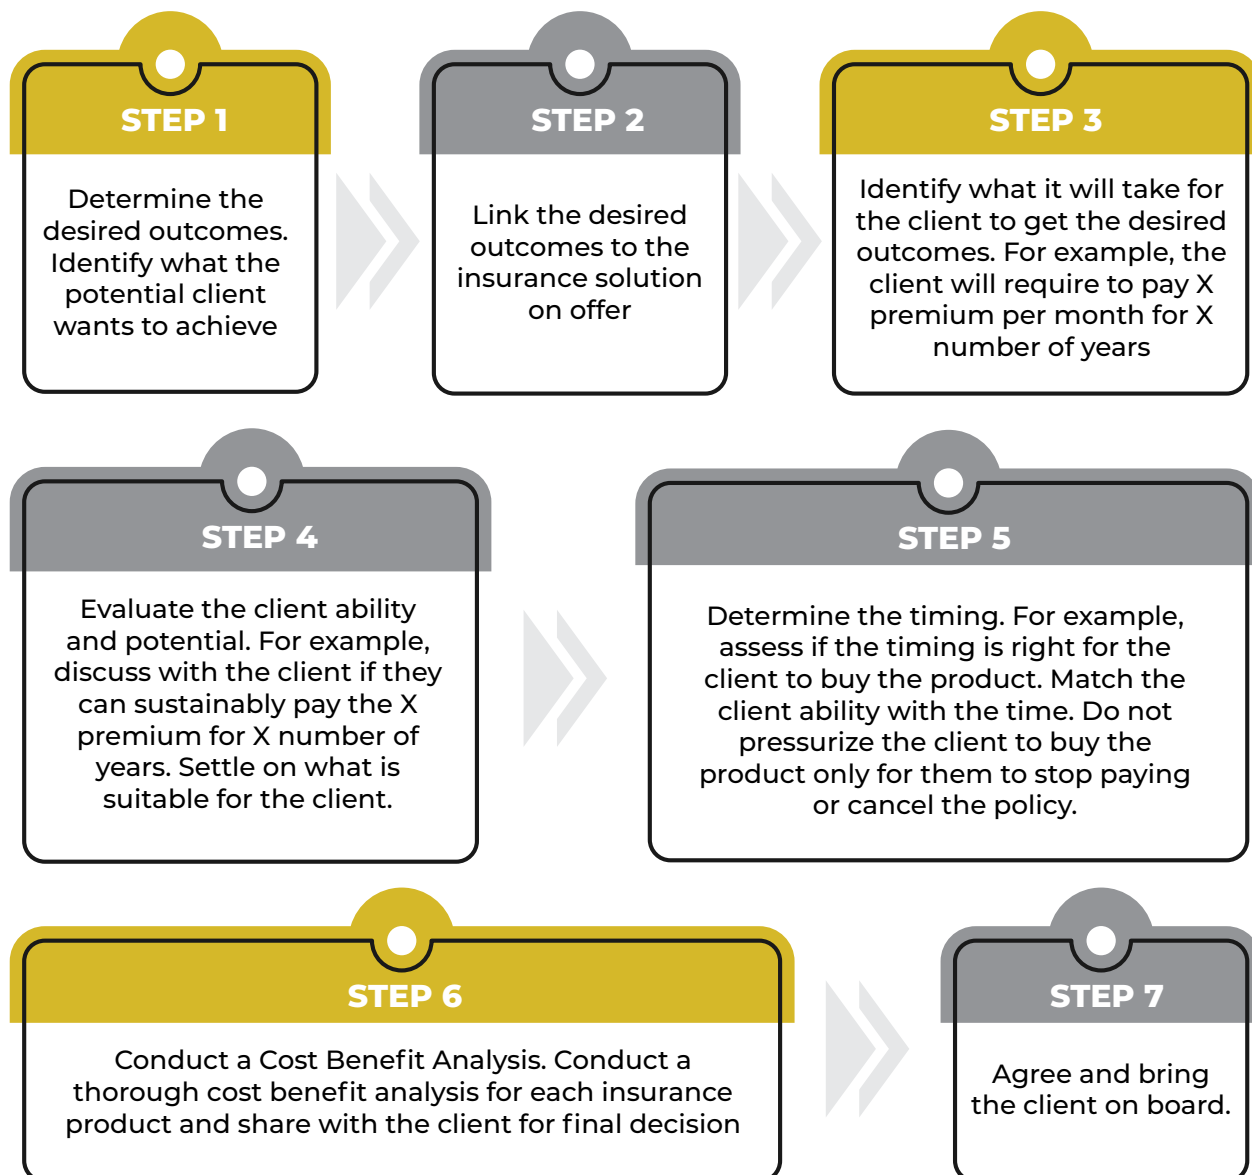 STEP 1
Determine the
desired outcomes.
Identify what the
potential client
wants to achieve
STEP 2
Link the desired
outcomes to the
insurance solution
on offer
STEP 3
Identify what it will take for
the client to get the desired
outcomes. For example, the
client will require to pay X
premium per month for X
number of years
STEP 4
Evaluate the client ability
and potential. For example,
discuss with the client if they
can sustainably pay the X
premium for X number of
years. Settle on what is
suitable for the client.
STEP 5
Determine the timing. For example,
assess if the timing is right for the
client to buy the product. Match the
client ability with the time. Do not
pressurize the client to buy the
product only for them to stop paying
or cancel the policy.
STEP 6
Conduct a Cost Benefit Analysis. Conduct a
thorough cost benefit analysis for each insurance
product and share with the client for final decision
STEP 7
Agree and bring
the client on board.